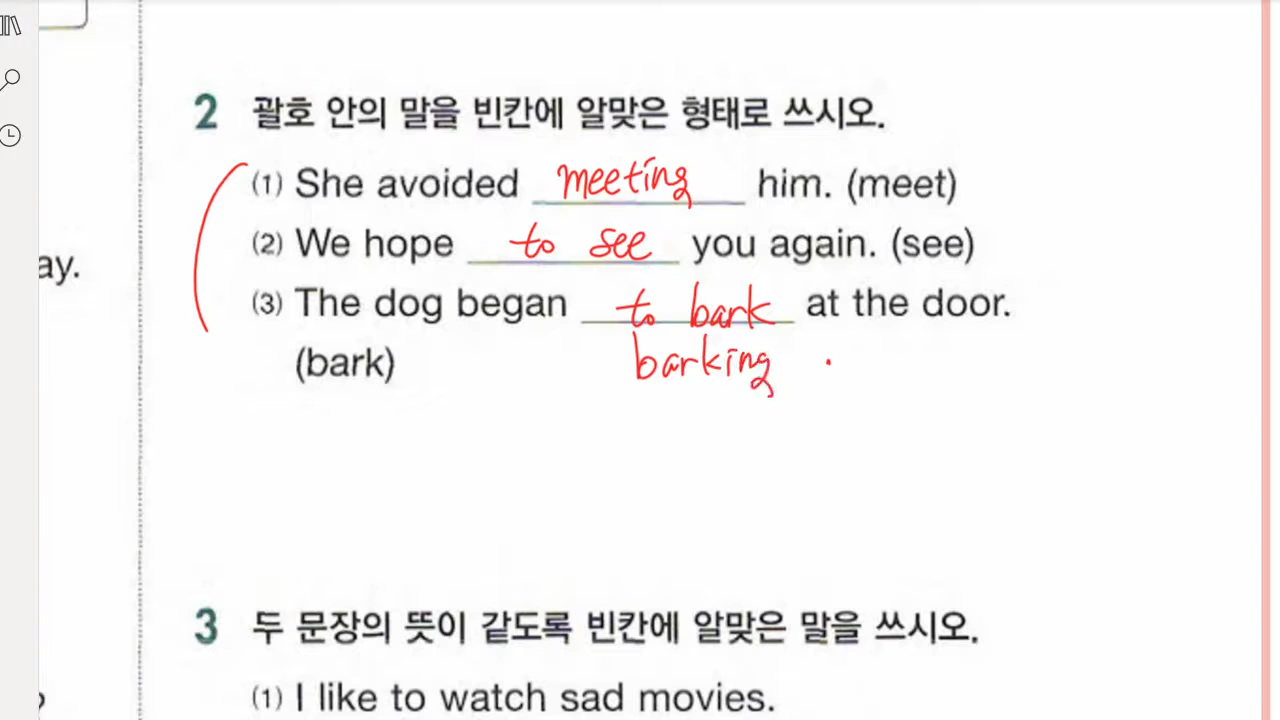 2 괄호 안의 말을 빈칸에 알맞은 형태로 쓰시오.
(1) She avoided meeting him. (meet)
(2) We hope to see you again. (see)
ay.
(3) The dog began to bark at the door.
(bark) barking
3 두 문장의 뜻이 같도록 빈칸에 알맞은 말을 쓰시오.
(1) I like to watch sad movies.